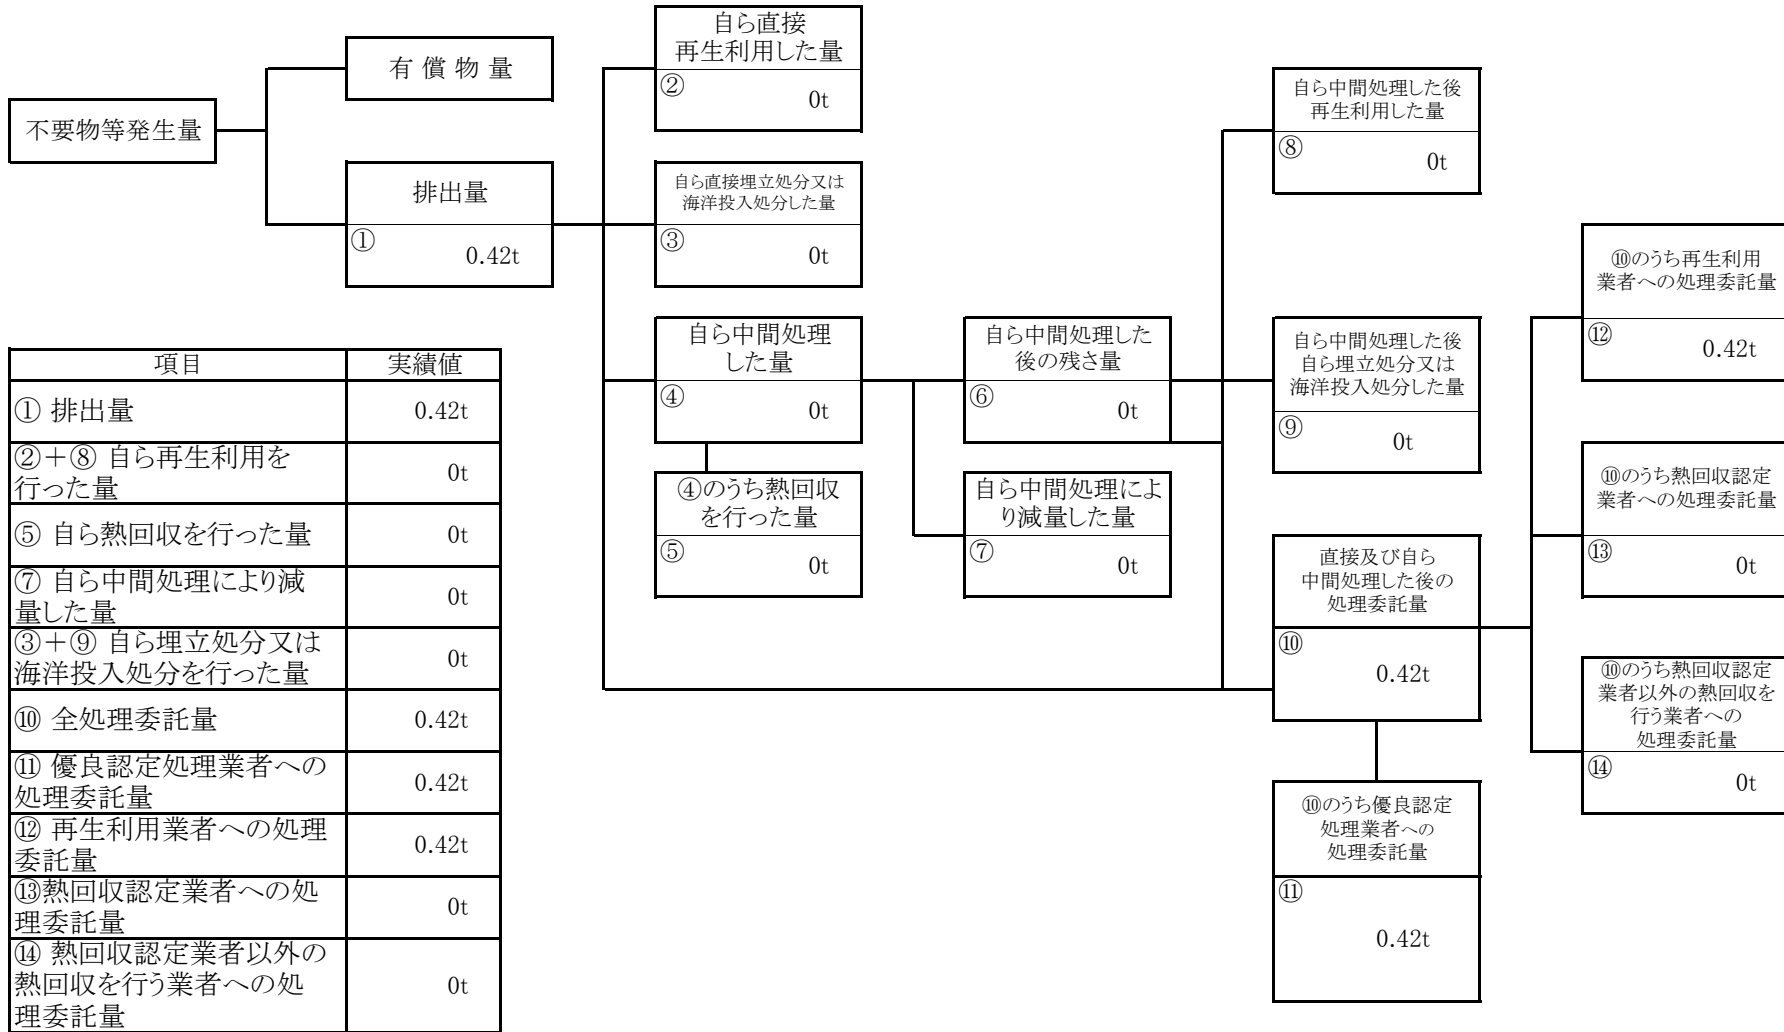 不要物等発生量
有 償 物 量
排出量
①
0.42t
自ら直接
再生利用した量
②
0t
自ら直接埋立処分又は
海洋投入処分した量
③
0t
自ら中間処理
した量
④
0t
④のうち熱回収
を行った量
⑤
0t
自ら中間処理した
後の残さ量
⑥
0t
自ら中間処理によ
り減量した量
⑦
0t
自ら中間処理した後
再生利用した量
⑧
0t
自ら中間処理した後
自ら埋立処分又は
海洋投入処分した量
⑨
0t
直接及び自ら
中間処理した後の
処理委託量
⑩
0.42t
⑩のうち優良認定
処理業者への
処理委託量
⑪
0.42t
⑩のうち再生利用
業者への処理委託量
⑫
0.42t
⑩のうち熱回収認定
業者への処理委託量
⑬
0t
⑩のうち熱回収認定
業者以外の熱回収を
行う業者への
処理委託量
⑭
0t
項目 実績値
① 排出量 0.42t
②＋⑧ 自ら再生利用を
行った量 0t
⑤ 自ら熱回収を行った量 0t
⑦ 自ら中間処理により減
量した量 0t
③＋⑨ 自ら埋立処分又は
海洋投入処分を行った量 0t
⑩ 全処理委託量 0.42t
⑪ 優良認定処理業者への
処理委託量 0.42t
⑫ 再生利用業者への処理
委託量 0.42t
⑬熱回収認定業者への処
理委託量 0t
⑭ 熱回収認定業者以外の
熱回収を行う業者への処
理委託量 0t